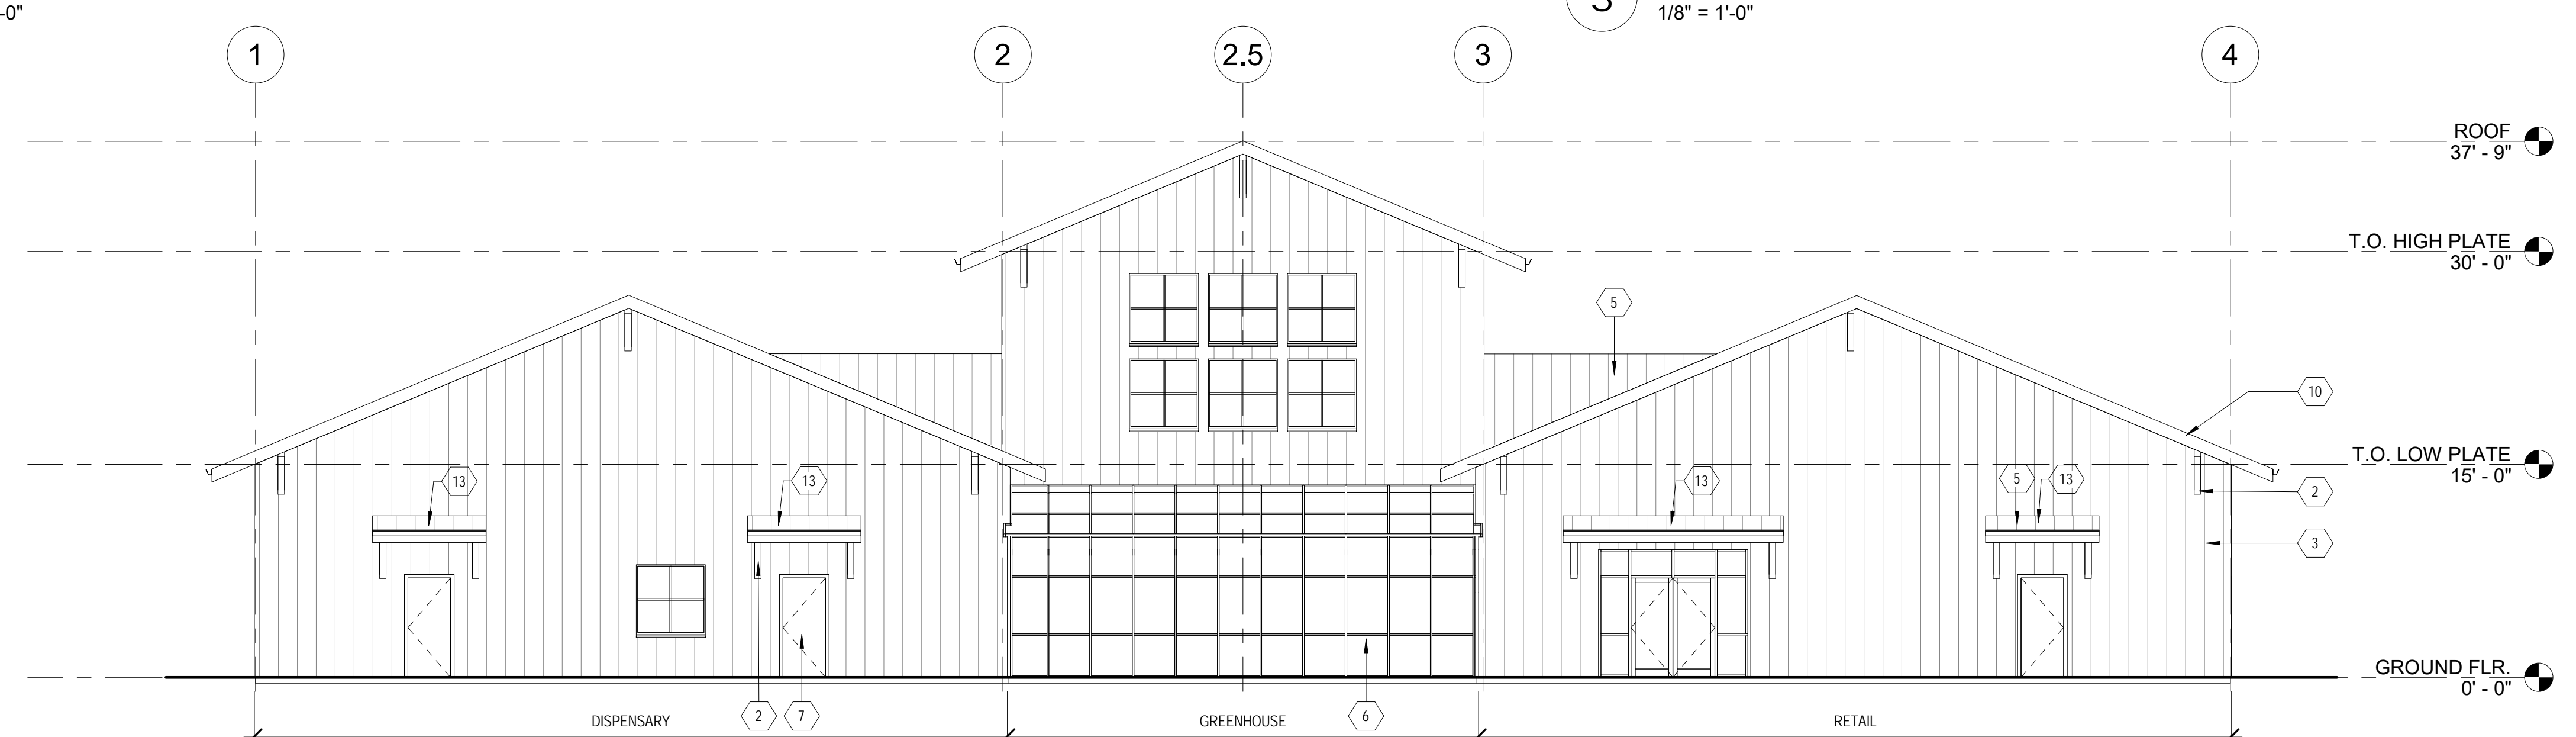 -0"
3
1/8" = 1'-0"
1
2
2.5
3
4
ROOF
37' - 9"
T.O. HIGH PLATE
30' - 0"
5
10
T.O. LOW PLATE
15' - 0"
13
13
13
5
13
2
3
GROUND FLR.
0' - 0"
DISPENSARY
2
7
GREENHOUSE
6
RETAIL